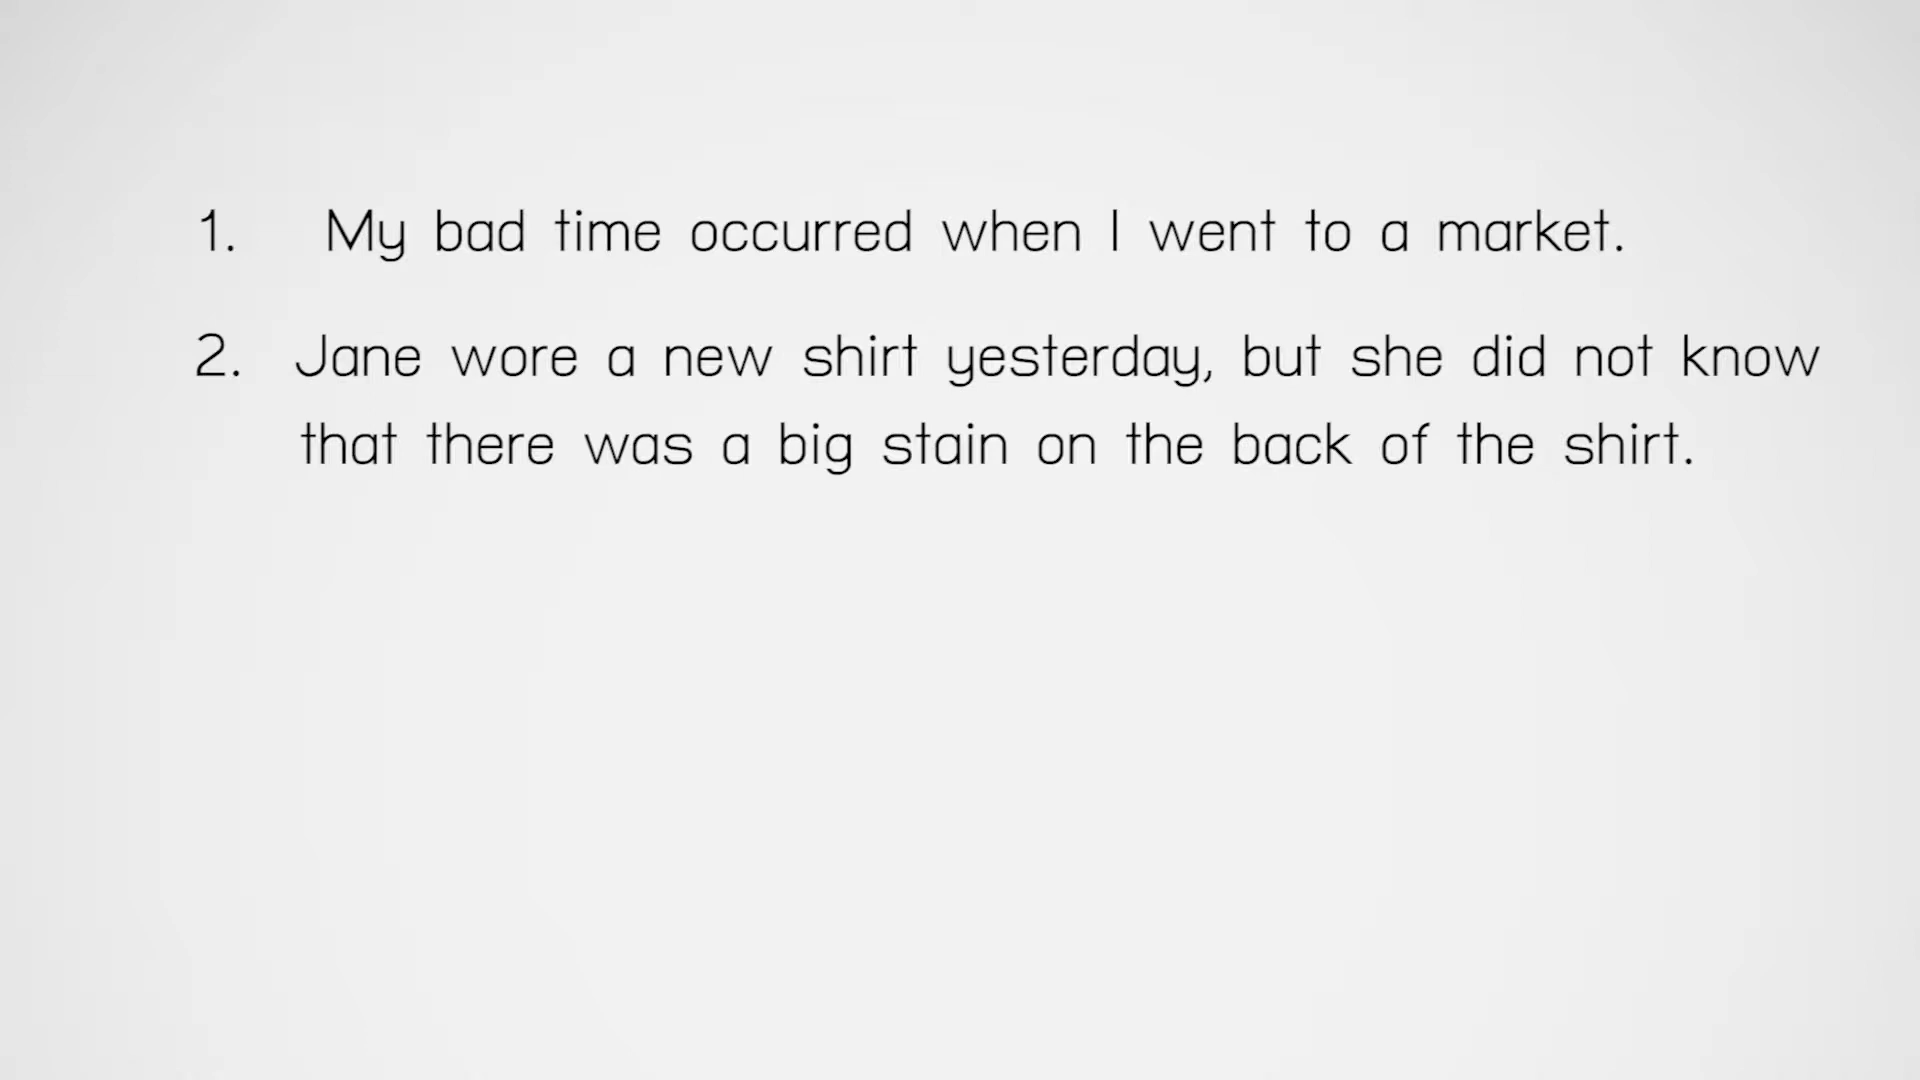 1. My bad time occurred when I went to a market.
2. Jane wore a new shirt yesterday, but she did not know
that there was a big stain on the back of the shirt.